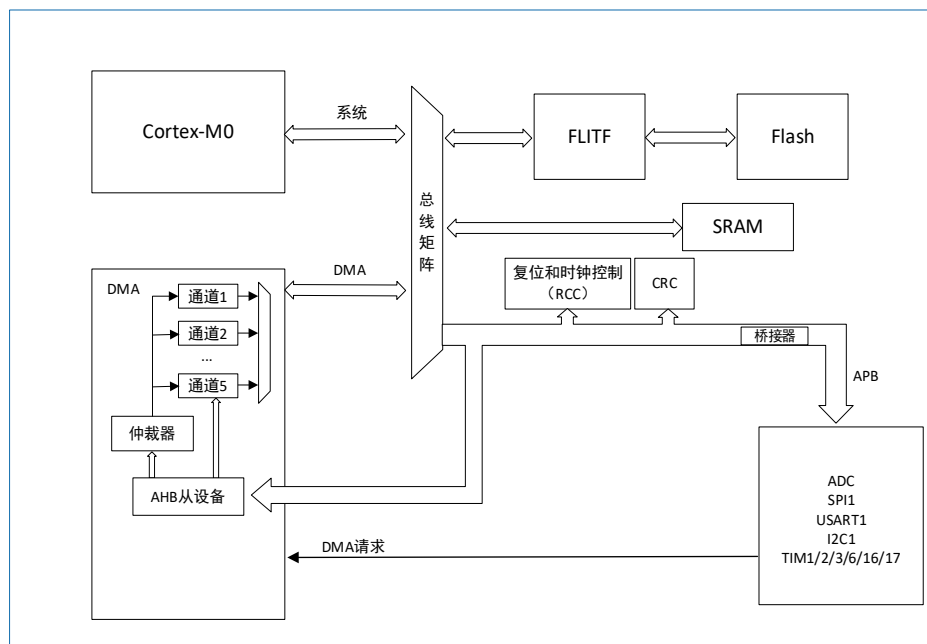 Cortex-M0
系统
FLITF
Flash
总线矩阵
SRAM
DMA
DMA
复位和时钟控制
（RCC）
CRC
通道1
通道2
...
通道5
桥接器
APB
仲裁器
AHB从设备
ADC
SPI1
USART1
I2C1
TIM1/2/3/6/16/17
DMA请求